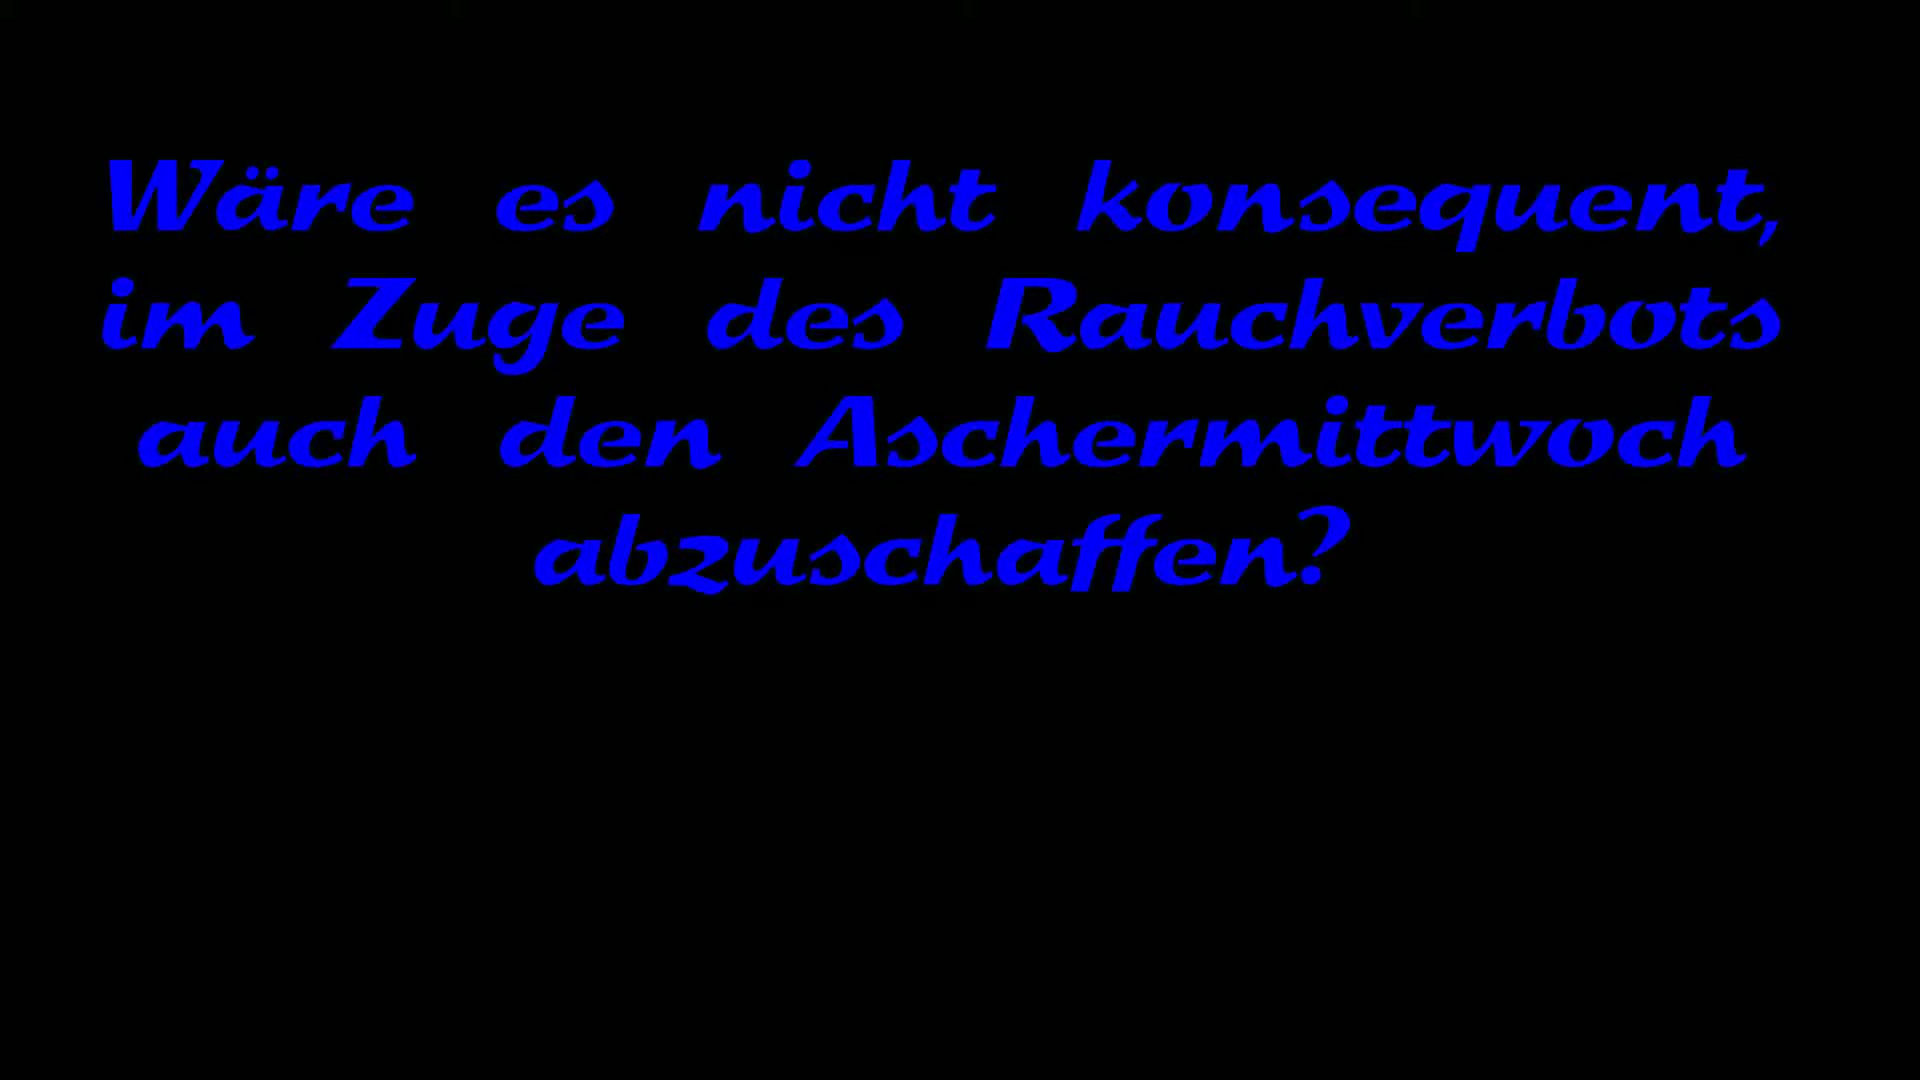 Wäre es nicht konsequent,
im Zuge des Rauchverbots
auch den Aschermittwoch
abzuschaffen?